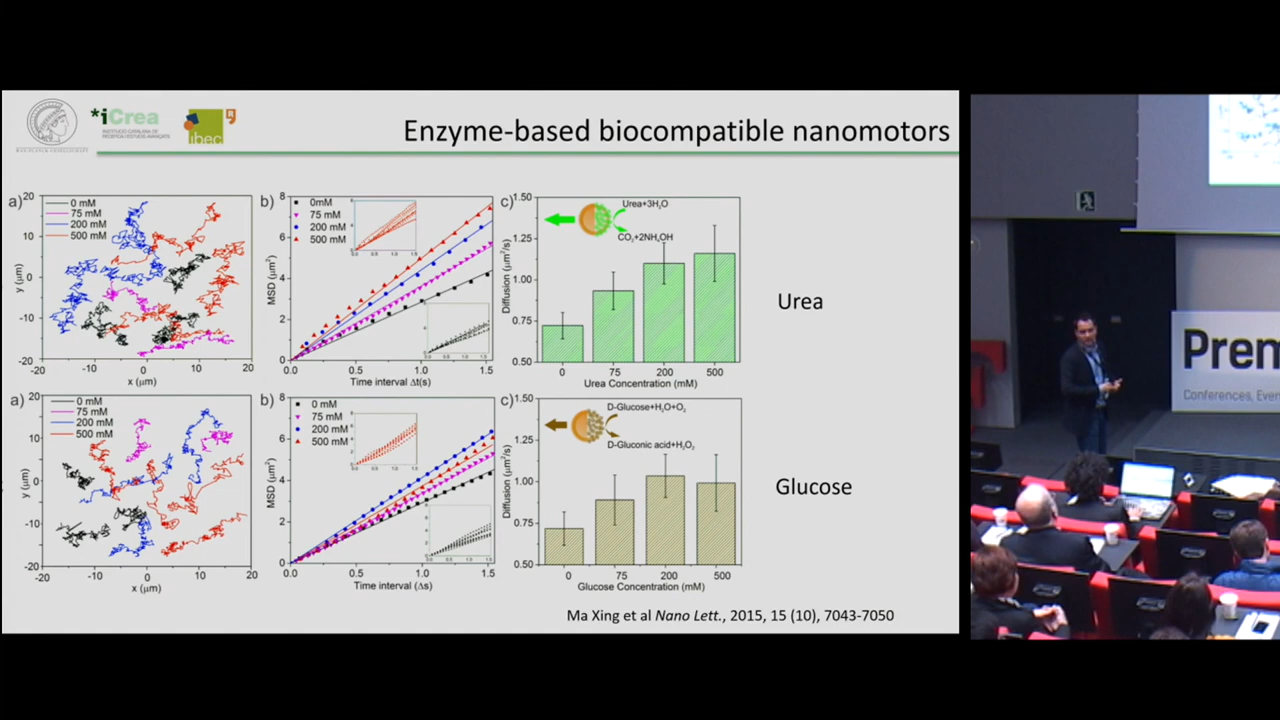 *iCrea
INSTITUCIÓ CATALANA DE
RECERCA I ESTUDIS AVANÇATS
ibec
Enzyme-based biocompatible nanomotors
a)
0 mM
75 mM
200 mM
500 mM
20
10
0
-10
-20
y (µm)
-20 -10 0 10 20
x (µm)
b)
0mM
75 mM
200 mM
500 mM
8
6
4
2
0
MSD (µm²)
0.0 0.5 1.0 1.5
Time interval Δt(s)
c)
Urea+3H₂O
CO₂+2NH₄OH
1.50
1.25
1.00
0.75
0.50
Diffusion (µm²/s)
0 75 200 500
Urea Concentration (mM)
Urea
a)
0 mM
75 mM
200 mM
500 mM
20
10
0
-10
-20
y (µm)
-20 -10 0 10 20
x (µm)
b)
0 mM
75 mM
200 mM
500 mM
8
6
4
2
0
MSD (µm²)
0.0 0.5 1.0 1.5
Time interval (Δs)
c)
D-Glucose+H₂O+O₂
D-Gluconic acid+H₂O₂
1.50
1.25
1.00
0.75
0.50
Diffusion (µm²/s)
0 75 200 500
Glucose Concentration (mM)
Glucose
Ma Xing et al Nano Lett., 2015, 15 (10), 7043-7050
Prem
Conferences, Even